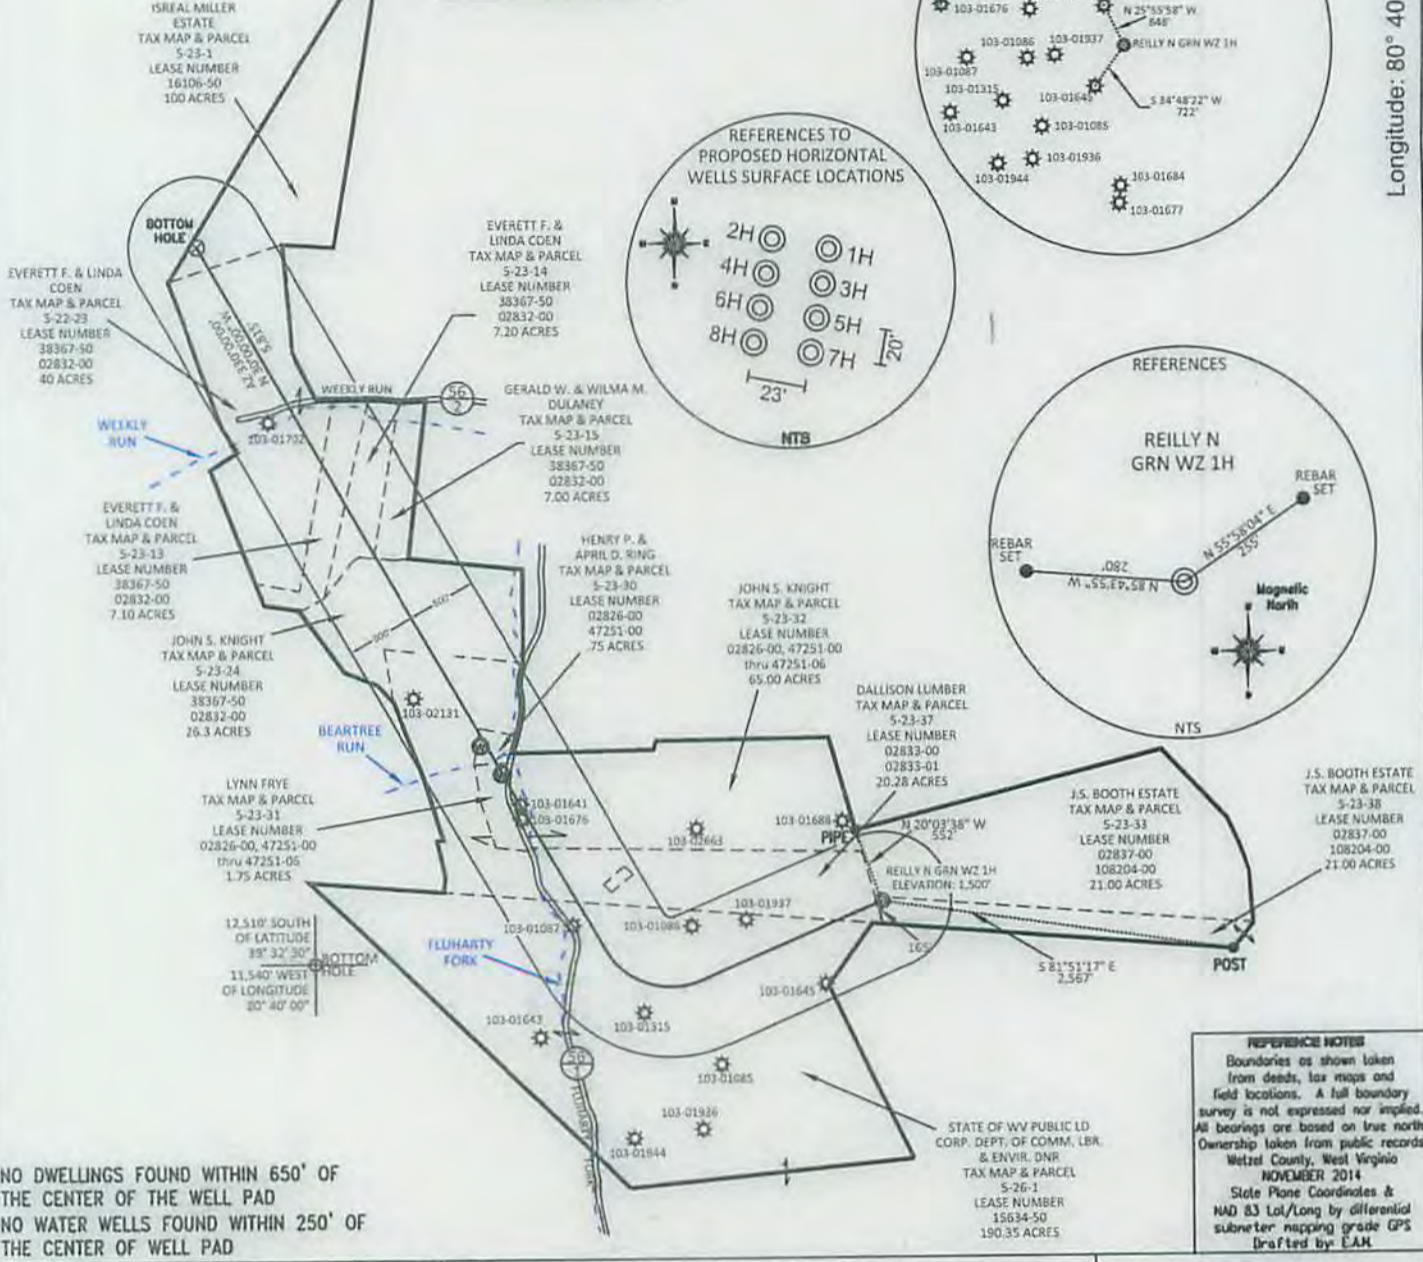 ISREAL MILLER
ESTATE
TAX MAP & PARCEL
5-23-1
LEASE NUMBER
16106-50
100 ACRES
103-01676
N 25°55'58" W
648'
103-01086
103-01937
REILLY N GRN WZ 1H
103-01087
103-01315
103-01645
S 34°48'22" W
722'
103-01643
103-01085
103-01936
103-01944
103-01684
103-01677
Longitude: 80° 40
REFERENCES TO
PROPOSED HORIZONTAL
WELLS SURFACE LOCATIONS
2H
1H
4H
3H
6H
5H
8H
7H
20'
23'
NTS
BOTTOM
HOLE
EVERETT F. & LINDA
COEN
TAX MAP & PARCEL
5-22-23
LEASE NUMBER
38367-50
02832-00
40 ACRES
EVERETT F. &
LINDA COEN
TAX MAP & PARCEL
5-23-14
LEASE NUMBER
38367-50
02832-00
7.20 ACRES
AZ 330°00'00"
N 30°00'00" W
5,815'
WEEKLY RUN
56
2
103-01702
WEEKLY
RUN
GERALD W. & WILMA M.
DULANEY
TAX MAP & PARCEL
5-23-15
LEASE NUMBER
38367-50
02832-00
7.00 ACRES
REFERENCES
REILLY N
GRN WZ 1H
REBAR
SET
N 55°58'04" E
255'
REBAR
SET
280'
N 85°43'55" W
Magnetic
North
NTS
EVERETT F. &
LINDA COEN
TAX MAP & PARCEL
5-23-13
LEASE NUMBER
38367-50
02832-00
7.10 ACRES
HENRY P. &
APRIL D. RING
TAX MAP & PARCEL
5-23-30
LEASE NUMBER
02826-00
47251-00
.75 ACRES
500'
500'
JOHN S. KNIGHT
TAX MAP & PARCEL
5-23-24
LEASE NUMBER
38367-50
02832-00
26.3 ACRES
JOHN S. KNIGHT
TAX MAP & PARCEL
5-23-32
LEASE NUMBER
02826-00, 47251-00
thru 47251-06
65.00 ACRES
103-02131
BEARTREE
RUN
DALLISON LUMBER
TAX MAP & PARCEL
5-23-37
LEASE NUMBER
02833-00
02833-01
20.28 ACRES
LYNN FRYE
TAX MAP & PARCEL
5-23-31
LEASE NUMBER
02826-00, 47251-00
thru 47251-06
1.75 ACRES
103-01641
103-01676
103-02663
103-01688
PIPE
N 20°03'38" W
552'
J.S. BOOTH ESTATE
TAX MAP & PARCEL
5-23-33
LEASE NUMBER
02837-00
108204-00
21.00 ACRES
J.S. BOOTH ESTATE
TAX MAP & PARCEL
5-23-38
LEASE NUMBER
02837-00
108204-00
21.00 ACRES
REILLY N GRN WZ 1H
ELEVATION: 1,500'
103-01937
103-01086
103-01087
165'
S 81°51'17" E
2,567'
POST
12,510' SOUTH
OF LATITUDE
39° 32' 30"
BOTTOM
HOLE
11,540' WEST
OF LONGITUDE
80° 40' 00"
FLUHARTY
FORK
103-01645
103-01643
103-01315
56
1
103-01085
103-01936
103-01944
FLUHARTY FORK
STATE OF WV PUBLIC LD
CORP. DEPT. OF COMM. LBR.
& ENVIR. DNR
TAX MAP & PARCEL
5-26-1
LEASE NUMBER
15634-50
190.35 ACRES
REFERENCE NOTES
Boundaries as shown taken
from deeds, tax maps and
field locations. A full boundary
survey is not expressed nor implied.
All bearings are based on true north
Ownership taken from public records
Wetzel County, West Virginia
NOVEMBER 2014
State Plane Coordinates &
NAD 83 Lat/Long by differential
submeter mapping grade GPS
Drafted by: E.A.H.
NO DWELLINGS FOUND WITHIN 650' OF
THE CENTER OF THE WELL PAD
NO WATER WELLS FOUND WITHIN 250' OF
THE CENTER OF WELL PAD